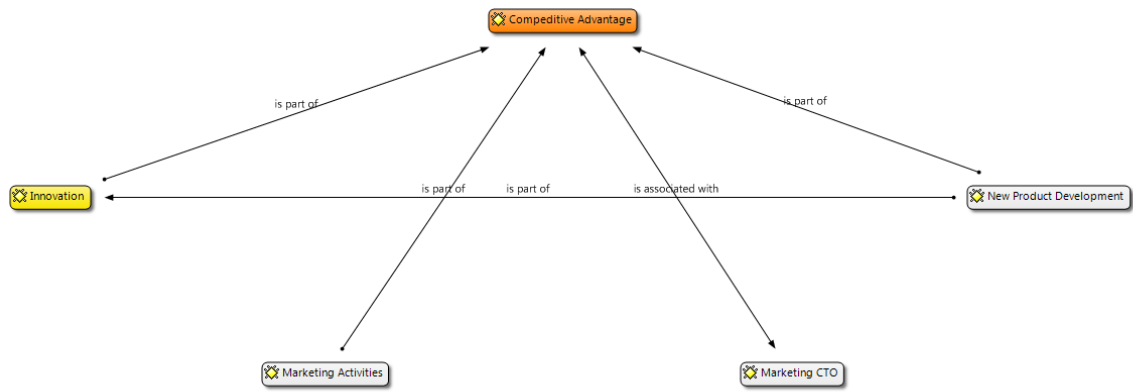 Compeditive Advantage
is part of
is part of
is part of
is part of
is associated with
Innovation
New Product Development
Marketing Activities
Marketing CTO